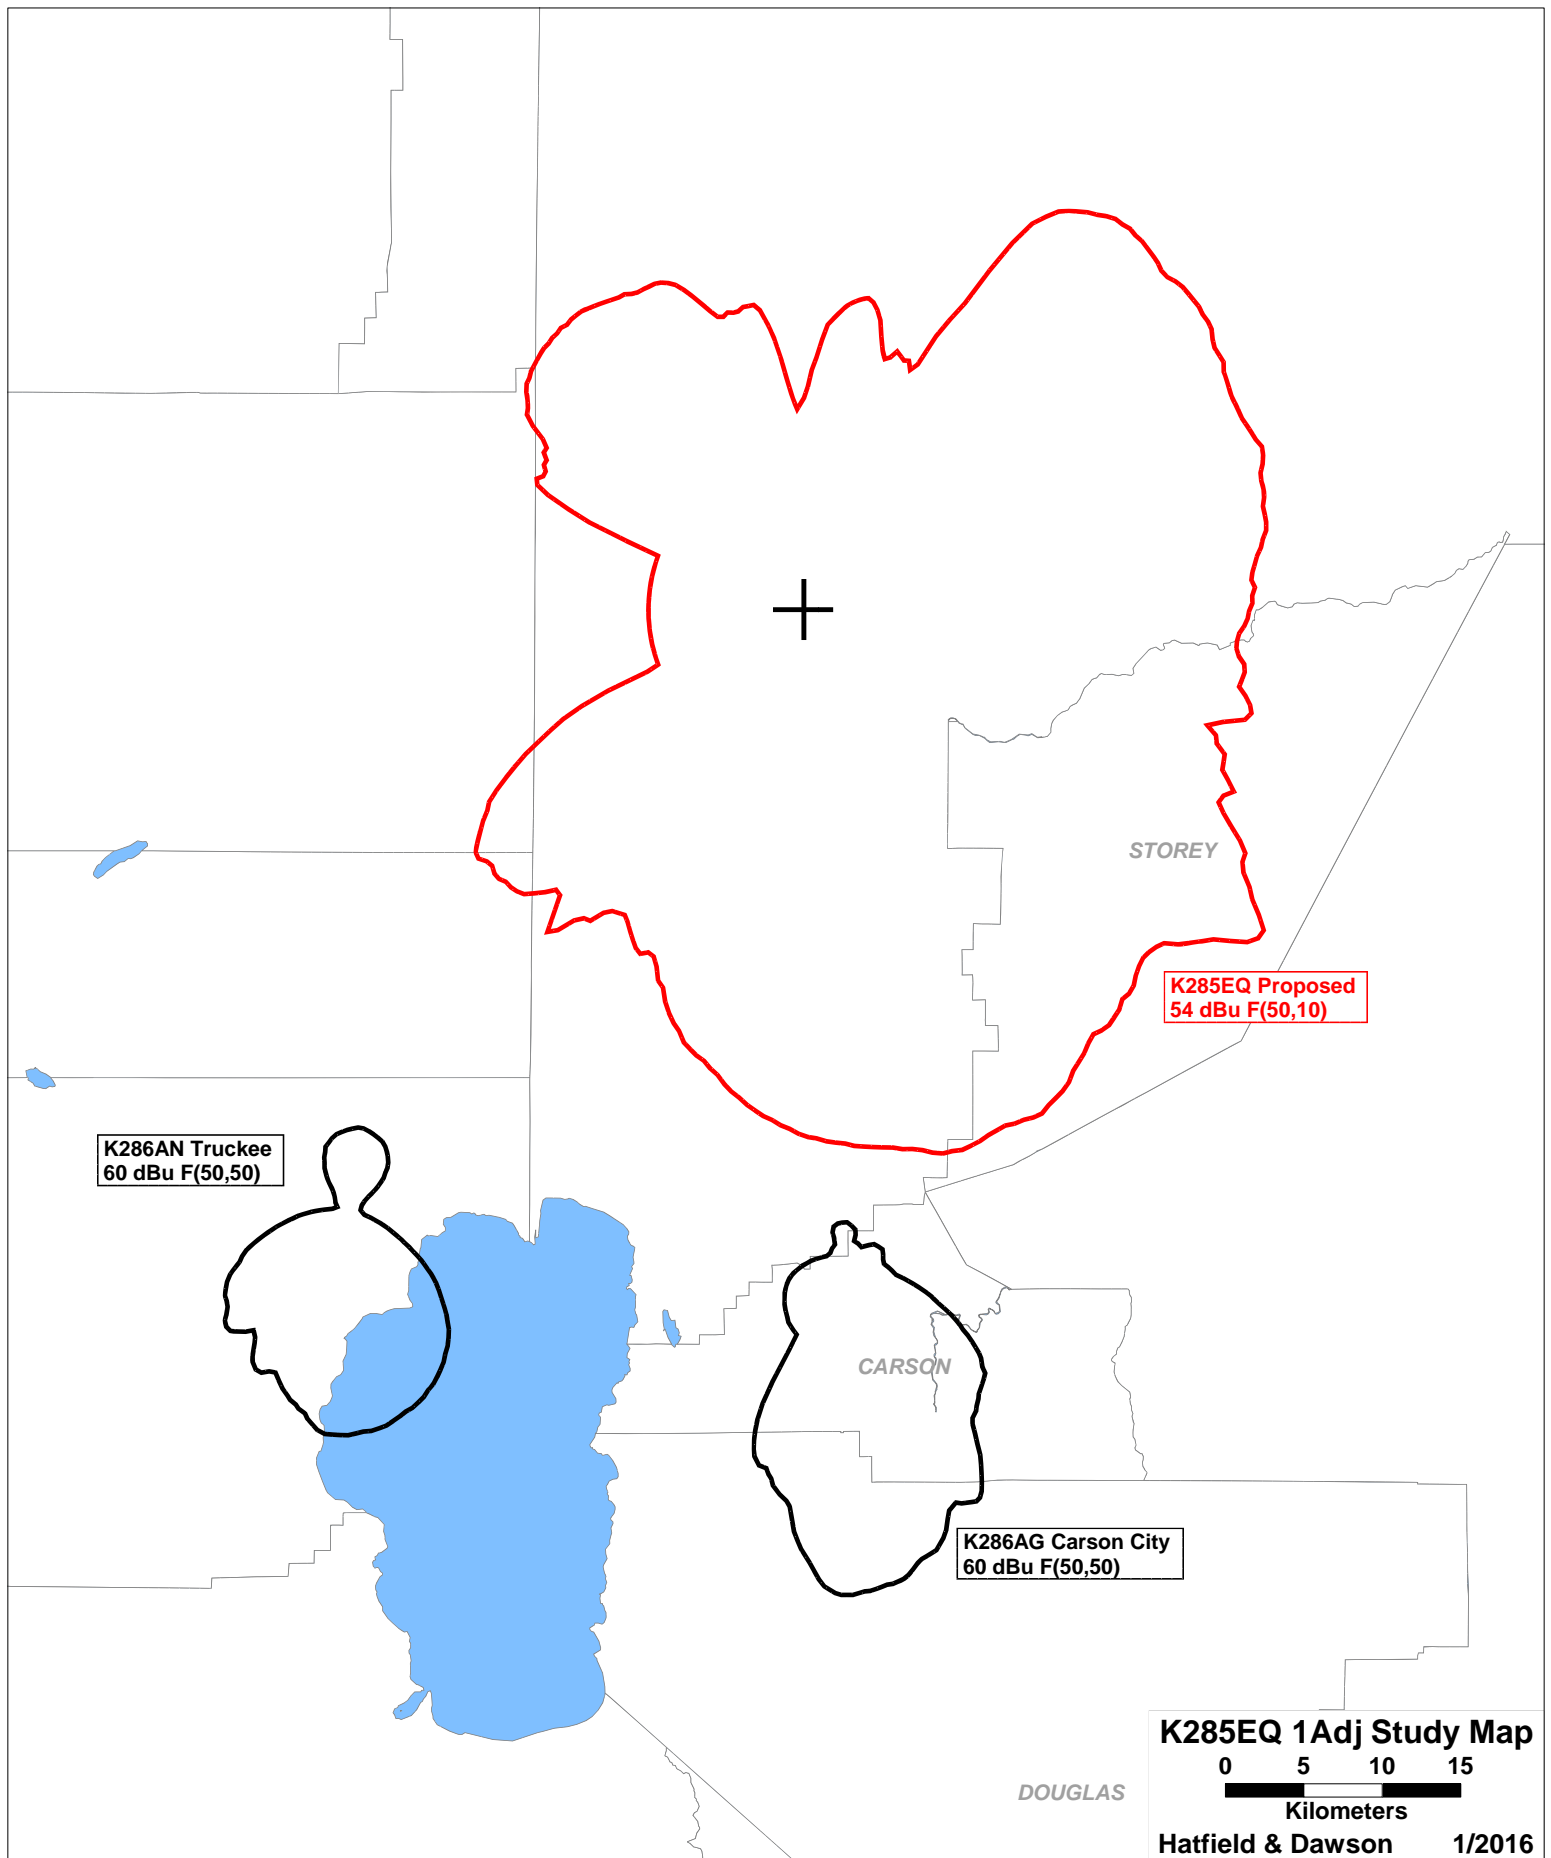 STOREY
K285EQ Proposed
54 dBu F(50,10)
K286AN Truckee
60 dBu F(50,50)
CARSON
K286AG Carson City
60 dBu F(50,50)
K285EQ 1Adj Study Map
0 5 10 15
Kilometers
DOUGLAS
Hatfield & Dawson 1/2016